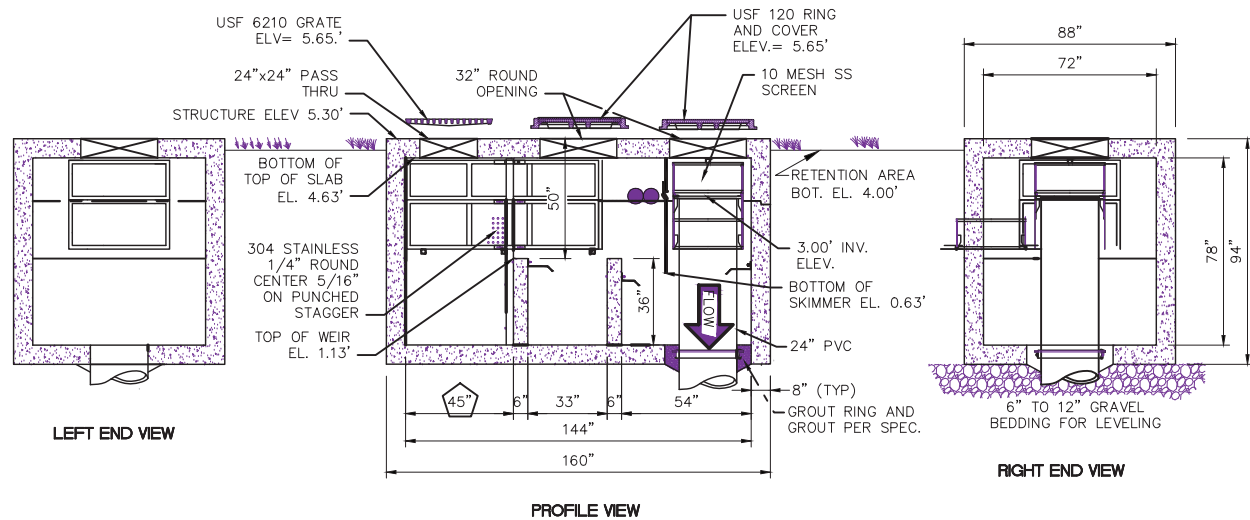 USF 6210 GRATE
ELV= 5.65.'
24"x24" PASS
THRU
STRUCTURE ELEV 5.30'
32" ROUND
OPENING
USF 120 RING
AND COVER
ELEV.= 5.65'
10 MESH SS
SCREEN
88"
72"
BOTTOM OF
TOP OF SLAB
EL. 4.63'
50"
RETENTION AREA
BOT. EL. 4.00'
304 STAINLESS
1/4" ROUND
CENTER 5/16"
ON PUNCHED
STAGGER
3.00' INV.
ELEV.
BOTTOM OF
SKIMMER EL. 0.63'
36"
FLOW
78"
94"
TOP OF WEIR
EL. 1.13'
24" PVC
8" (TYP)
GROUT RING AND
GROUT PER SPEC.
45"
6"
33"
6"
54"
144"
160"
6" TO 12" GRAVEL
BEDDING FOR LEVELING
LEFT END VIEW
RIGHT END VIEW
PROFILE VIEW